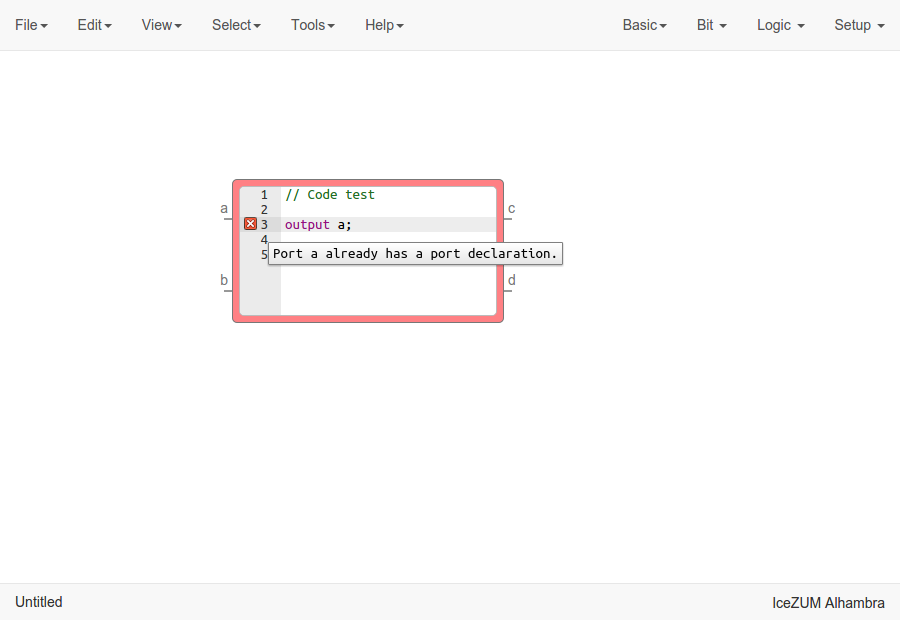 File Edit View Select Tools Help Basic Bit Logic Setup
a
b
1 // Code test
2
3 output a;
4
5
Port a already has a port declaration.
c
d
Untitled
IceZUM Alhambra